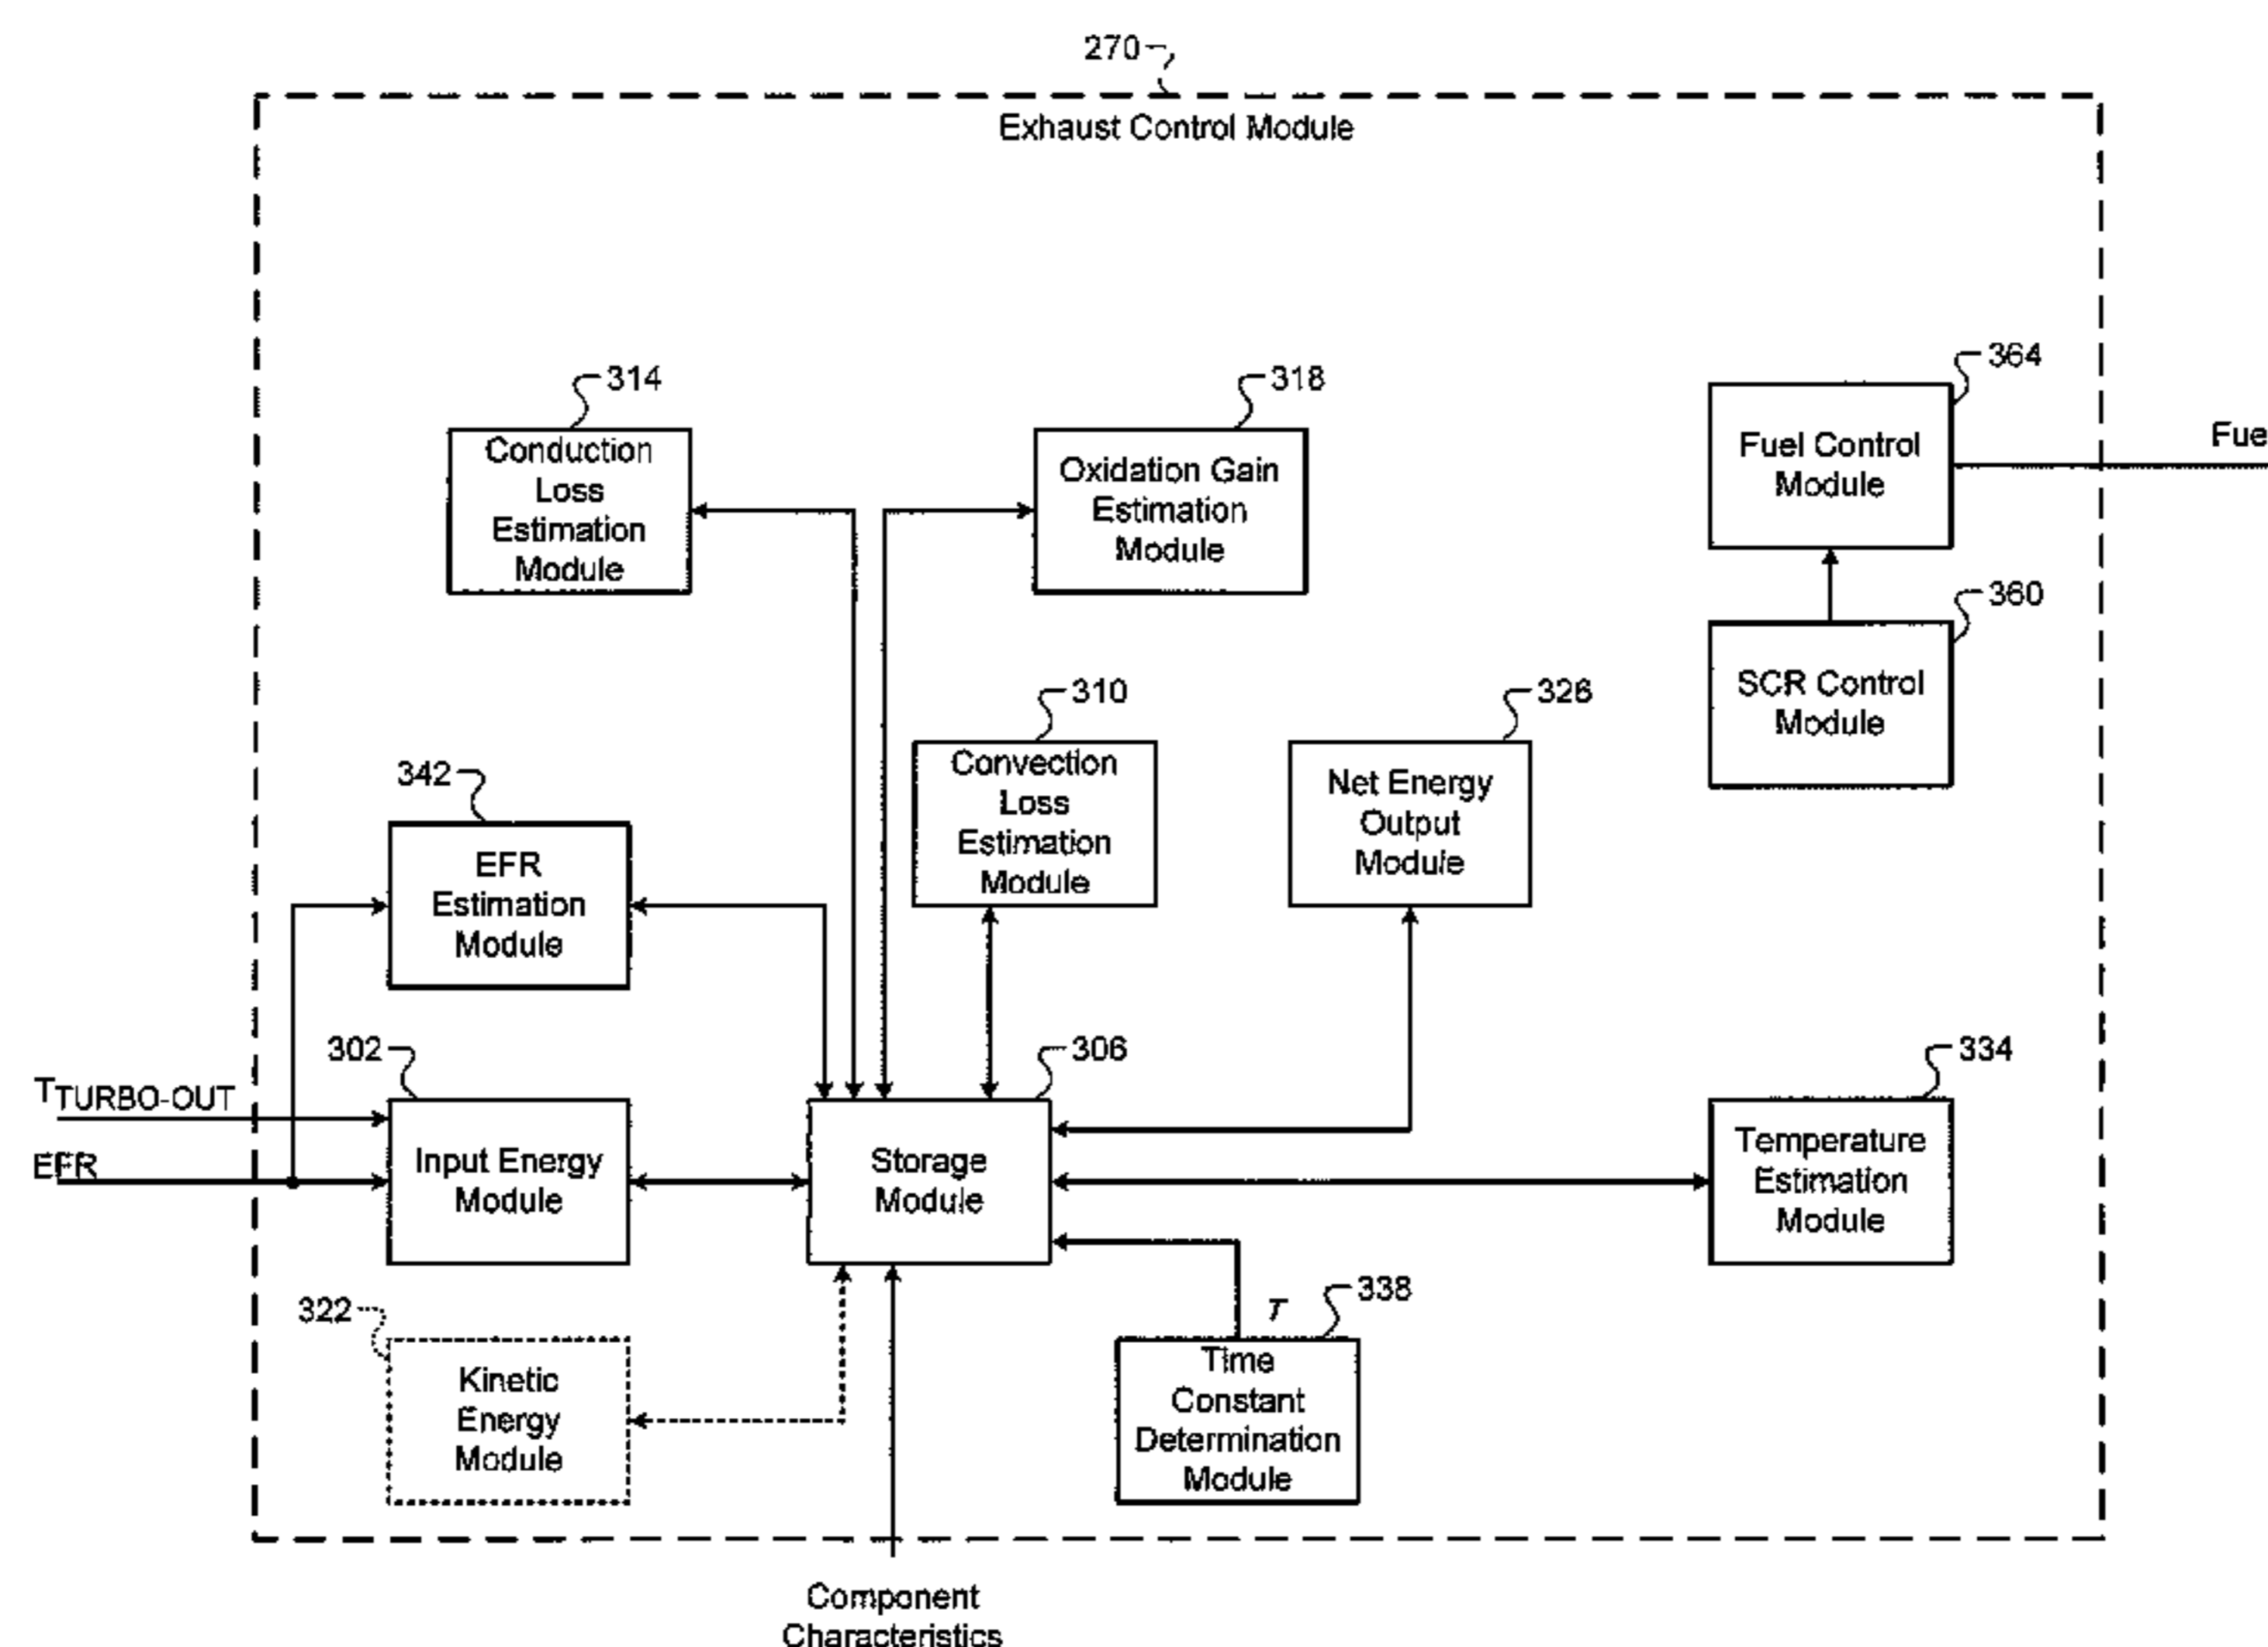 270
Exhaust Control Module
314
Conduction
Loss
Estimation
Module
318
Oxidation Gain
Estimation
Module
364
Fuel Control
Module
Fue
360
SCR Control
Module
310
Convection
Loss
Estimation
Module
326
Net Energy
Output
Module
342
EFR
Estimation
Module
302
Input Energy
Module
TTURBO-OUT
EFR
306
Storage
Module
334
Temperature
Estimation
Module
322
Kinetic
Energy
Module
T
338
Time
Constant
Determination
Module
Component
Characteristics